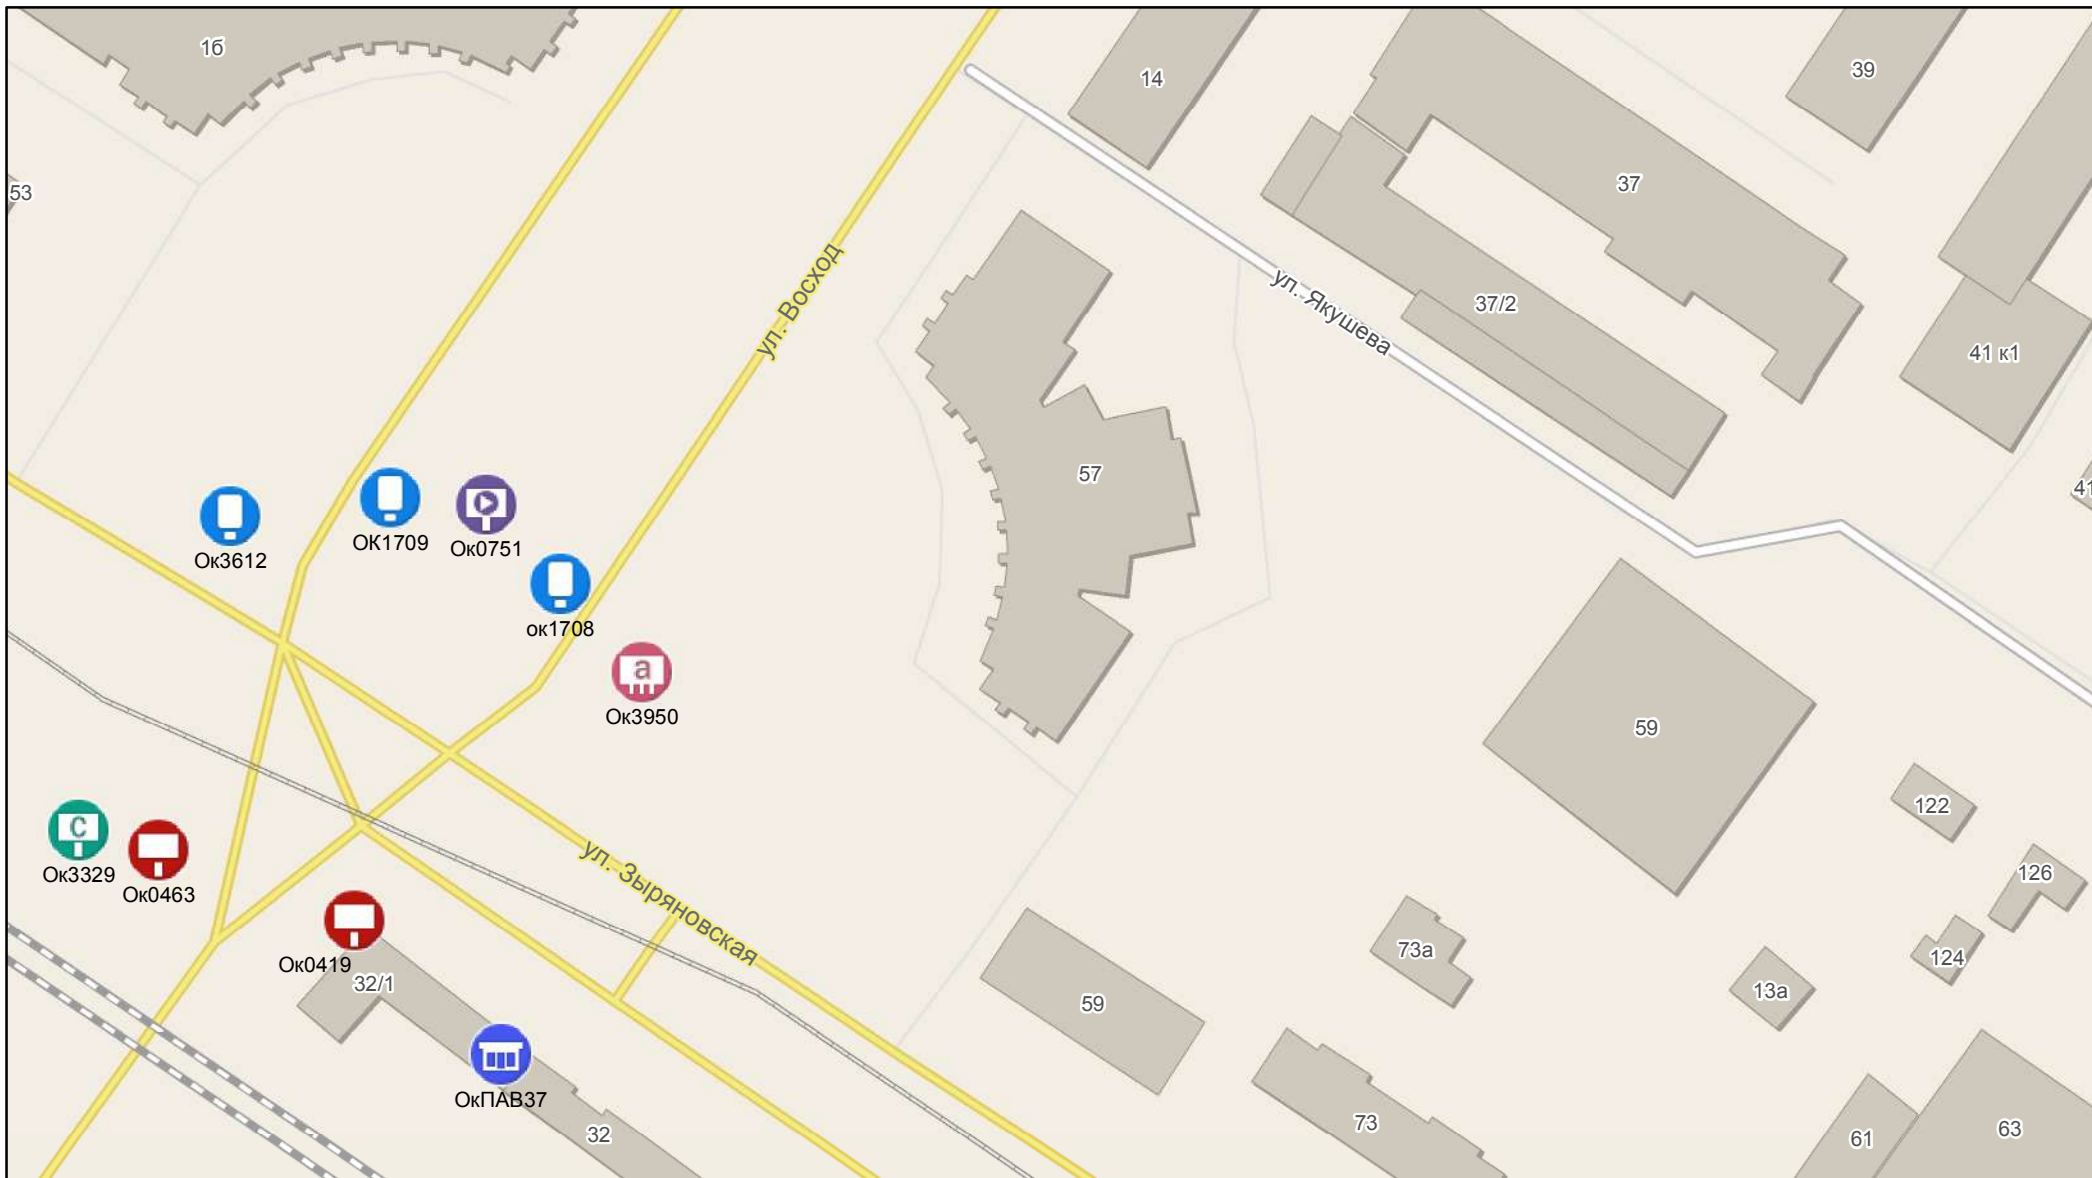 1б
14
39
53
37
ул. Восход
ул. Якушева
37/2
41 к1
57
41
Ок3612
ОК1709
Ок0751
ок1708
Ок3950
59
122
Ок3329
Ок0463
ул. Зыряновская
126
Ок0419
32/1
73а
124
13а
59
ОкПАВ37
32
73
61
63